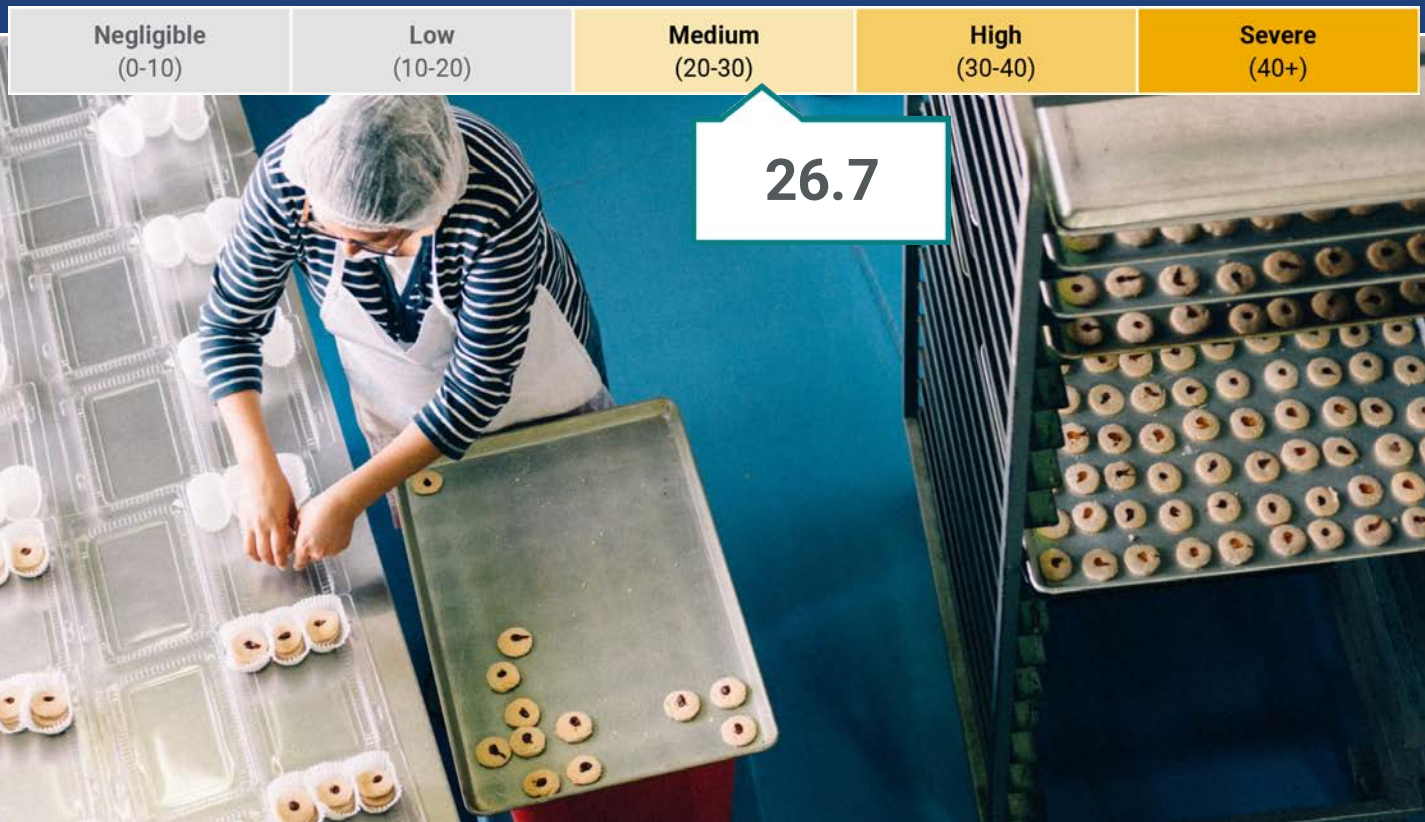 Negligible
(0-10)
Low
(10-20)
Medium
(20-30)
High
(30-40)
Severe
(40+)
26.7